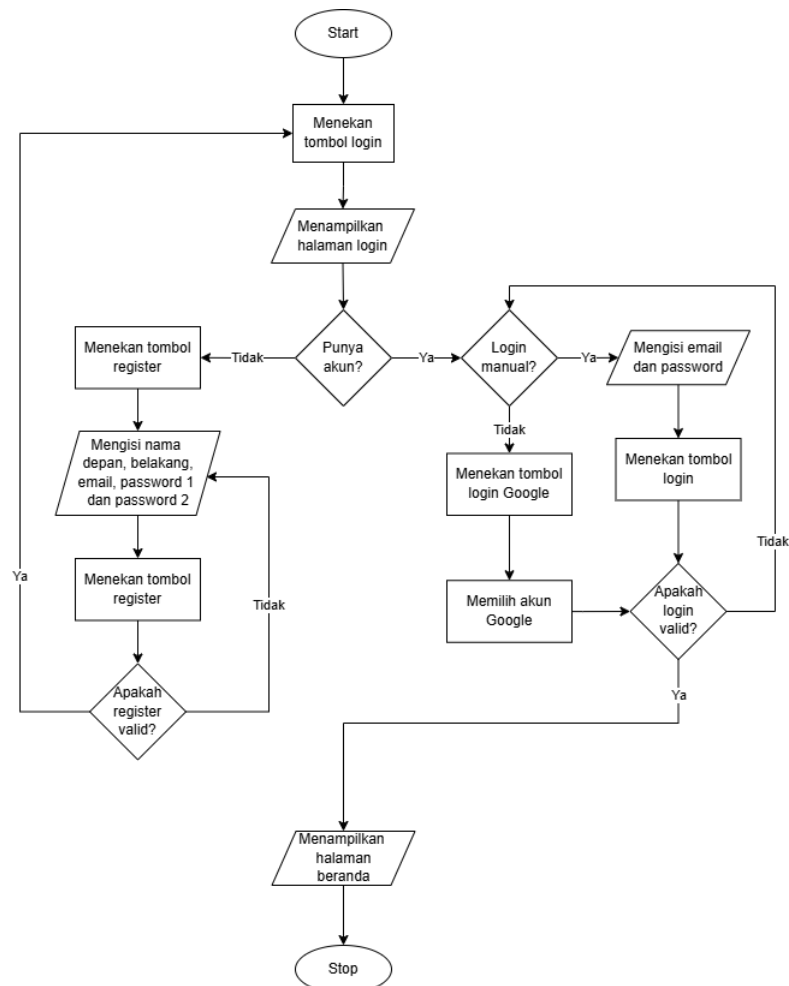 Start
Menekan
tombol login
Menampilkan
halaman login
Punya
akun?
Tidak
Menekan tombol
register
Mengisi nama
depan, belakang,
email, password 1
dan password 2
Menekan tombol
register
Apakah
register
valid?
Ya
Tidak
Ya
Login
manual?
Ya
Mengisi email
dan password
Menekan tombol
login
Tidak
Menekan tombol
login Google
Memilih akun
Google
Apakah
login
valid?
Tidak
Ya
Menampilkan
halaman
beranda
Stop